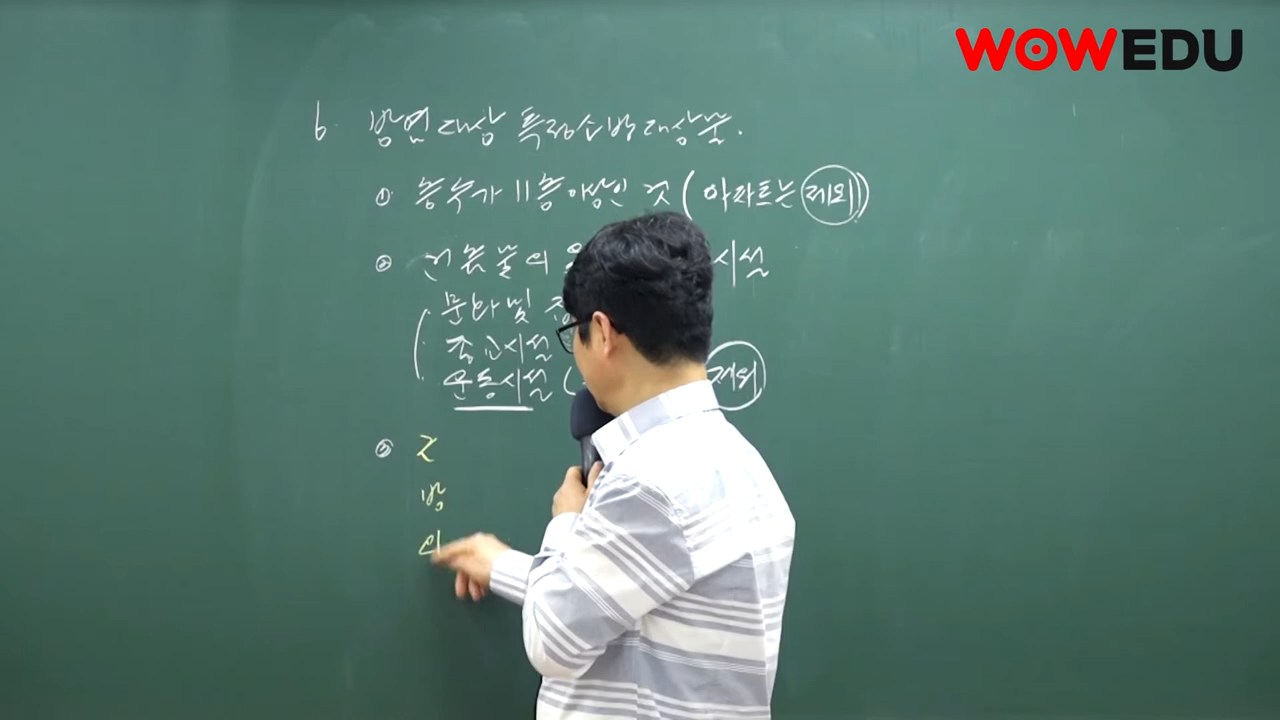 WOWEDU
6. 방염대상 특정소방대상물.
① 층수가 11층이상인 것 (아파트는 제외)
② 건축물의 옥 시설
문화 및 집
종교시설
운동시설 ( 제외
③ 근
방
의